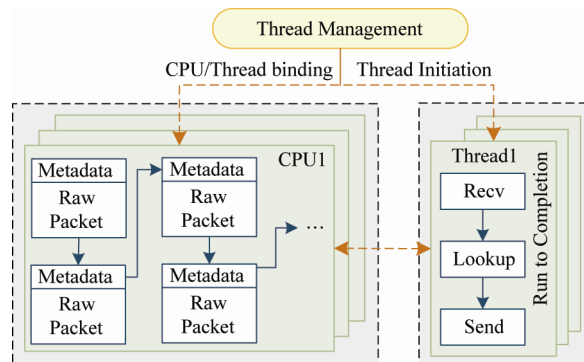 Thread Management
CPU/Thread binding
Thread Initiation
CPU1
Metadata
Raw
Packet
Metadata
Raw
Packet
Metadata
Raw
Packet
Metadata
Raw
Packet
...
Thread1
Recv
Lookup
Send
Run to Completion